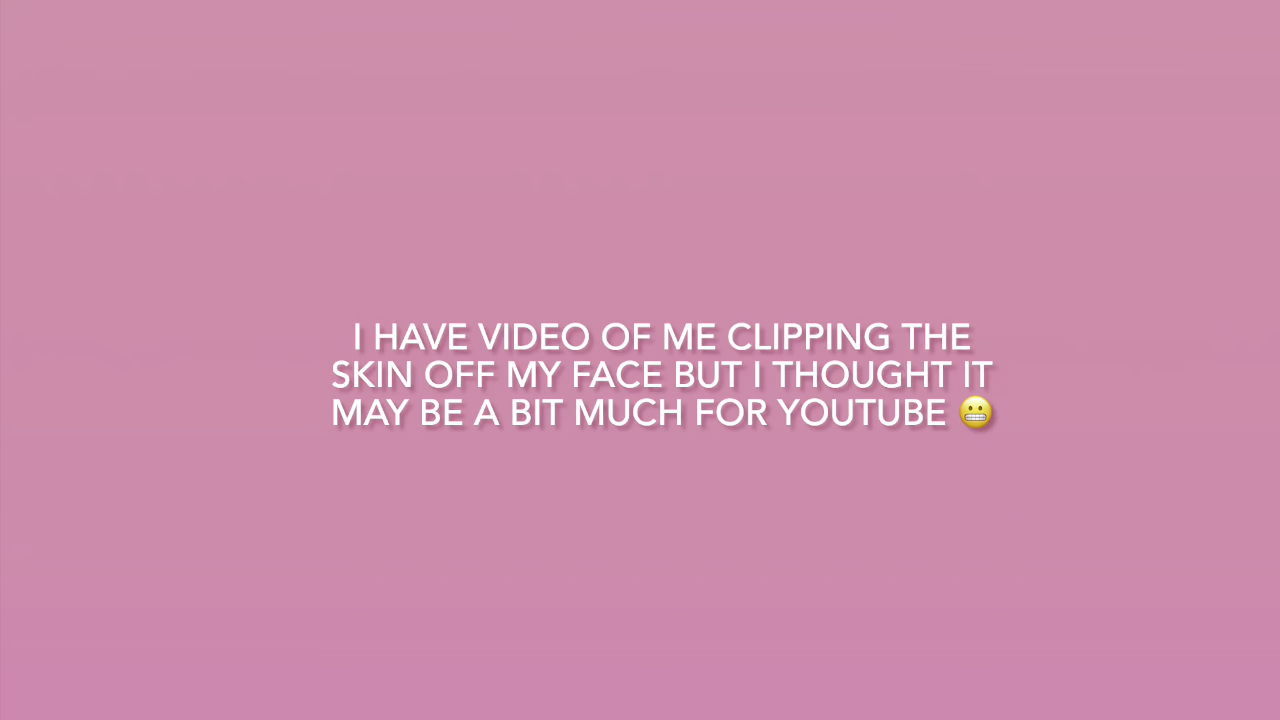 I HAVE VIDEO OF ME CLIPPING THE
SKIN OFF MY FACE BUT I THOUGHT IT
MAY BE A BIT MUCH FOR YOUTUBE 😬